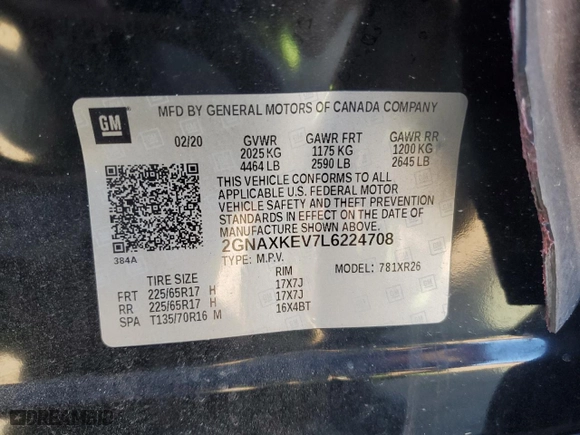 GM
MFD BY GENERAL MOTORS OF CANADA COMPANY
02/20 GVWR GAWR FRT GAWR RR
2025 KG 1175 KG 1200 KG
4464 LB 2590 LB 2645 LB
THIS VEHICLE CONFORMS TO ALL
APPLICABLE U.S. FEDERAL MOTOR
VEHICLE SAFETY AND THEFT PREVENTION
STANDARDS IN EFFECT ON THE DATE OF
MANUFACTURE SHOWN ABOVE.
384A
2GNAXKEV7L6224708
TYPE: M.P.V. MODEL: 781XR26
TIRE SIZE RIM
FRT 225/65R17 H 17X7J
RR 225/65R17 H 17X7J
SPA T135/70R16 M 16X4BT
DREAMBID